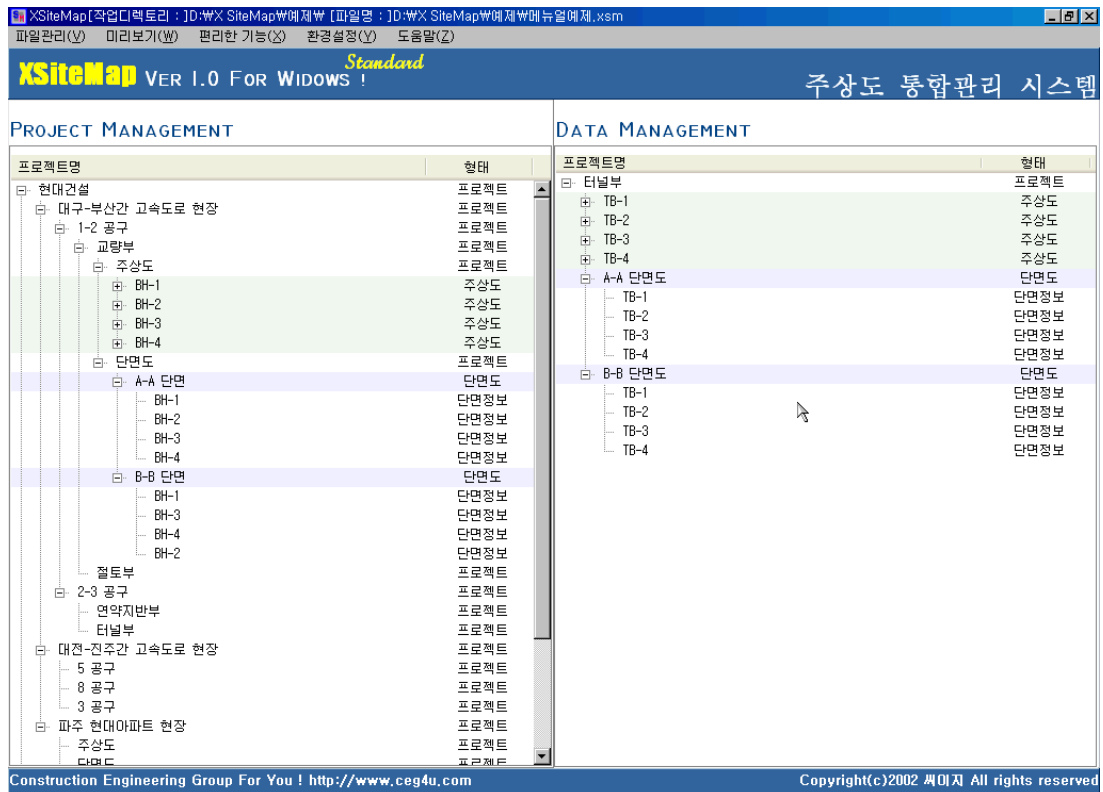 XSiteMap[작업디렉토리 : ]D:₩X SiteMap₩예제₩ [파일명 : ]D:₩X SiteMap₩예제₩메뉴얼예제.xsm
파일관리(V) 미리보기(W) 편리한 기능(X) 환경설정(Y) 도움말(Z)
Standard
XSiteMap VER 1.0 FOR WIDOWS !
주상도 통합관리 시스템
PROJECT MANAGEMENT
프로젝트명 형태
현대건설 프로젝트
대구-부산간 고속도로 현장 프로젝트
1-2 공구 프로젝트
교량부 프로젝트
주상도 프로젝트
BH-1 주상도
BH-2 주상도
BH-3 주상도
BH-4 주상도
단면도 프로젝트
A-A 단면 단면도
BH-1 단면정보
BH-2 단면정보
BH-3 단면정보
BH-4 단면정보
B-B 단면 단면도
BH-1 단면정보
BH-3 단면정보
BH-4 단면정보
BH-2 단면정보
절토부 프로젝트
2-3 공구 프로젝트
연약지반부 프로젝트
터널부 프로젝트
대전-진주간 고속도로 현장 프로젝트
5 공구 프로젝트
8 공구 프로젝트
3 공구 프로젝트
파주 현대아파트 현장 프로젝트
주상도 프로젝트
단면도 프로젝트
DATA MANAGEMENT
프로젝트명 형태
터널부 프로젝트
TB-1 주상도
TB-2 주상도
TB-3 주상도
TB-4 주상도
A-A 단면도 단면도
TB-1 단면정보
TB-2 단면정보
TB-3 단면정보
TB-4 단면정보
B-B 단면도 단면도
TB-1 단면정보
TB-2 단면정보
TB-3 단면정보
TB-4 단면정보
Construction Engineering Group For You ! http://www.ceg4u.com
Copyright(c)2002 씨이지 All rights reserved